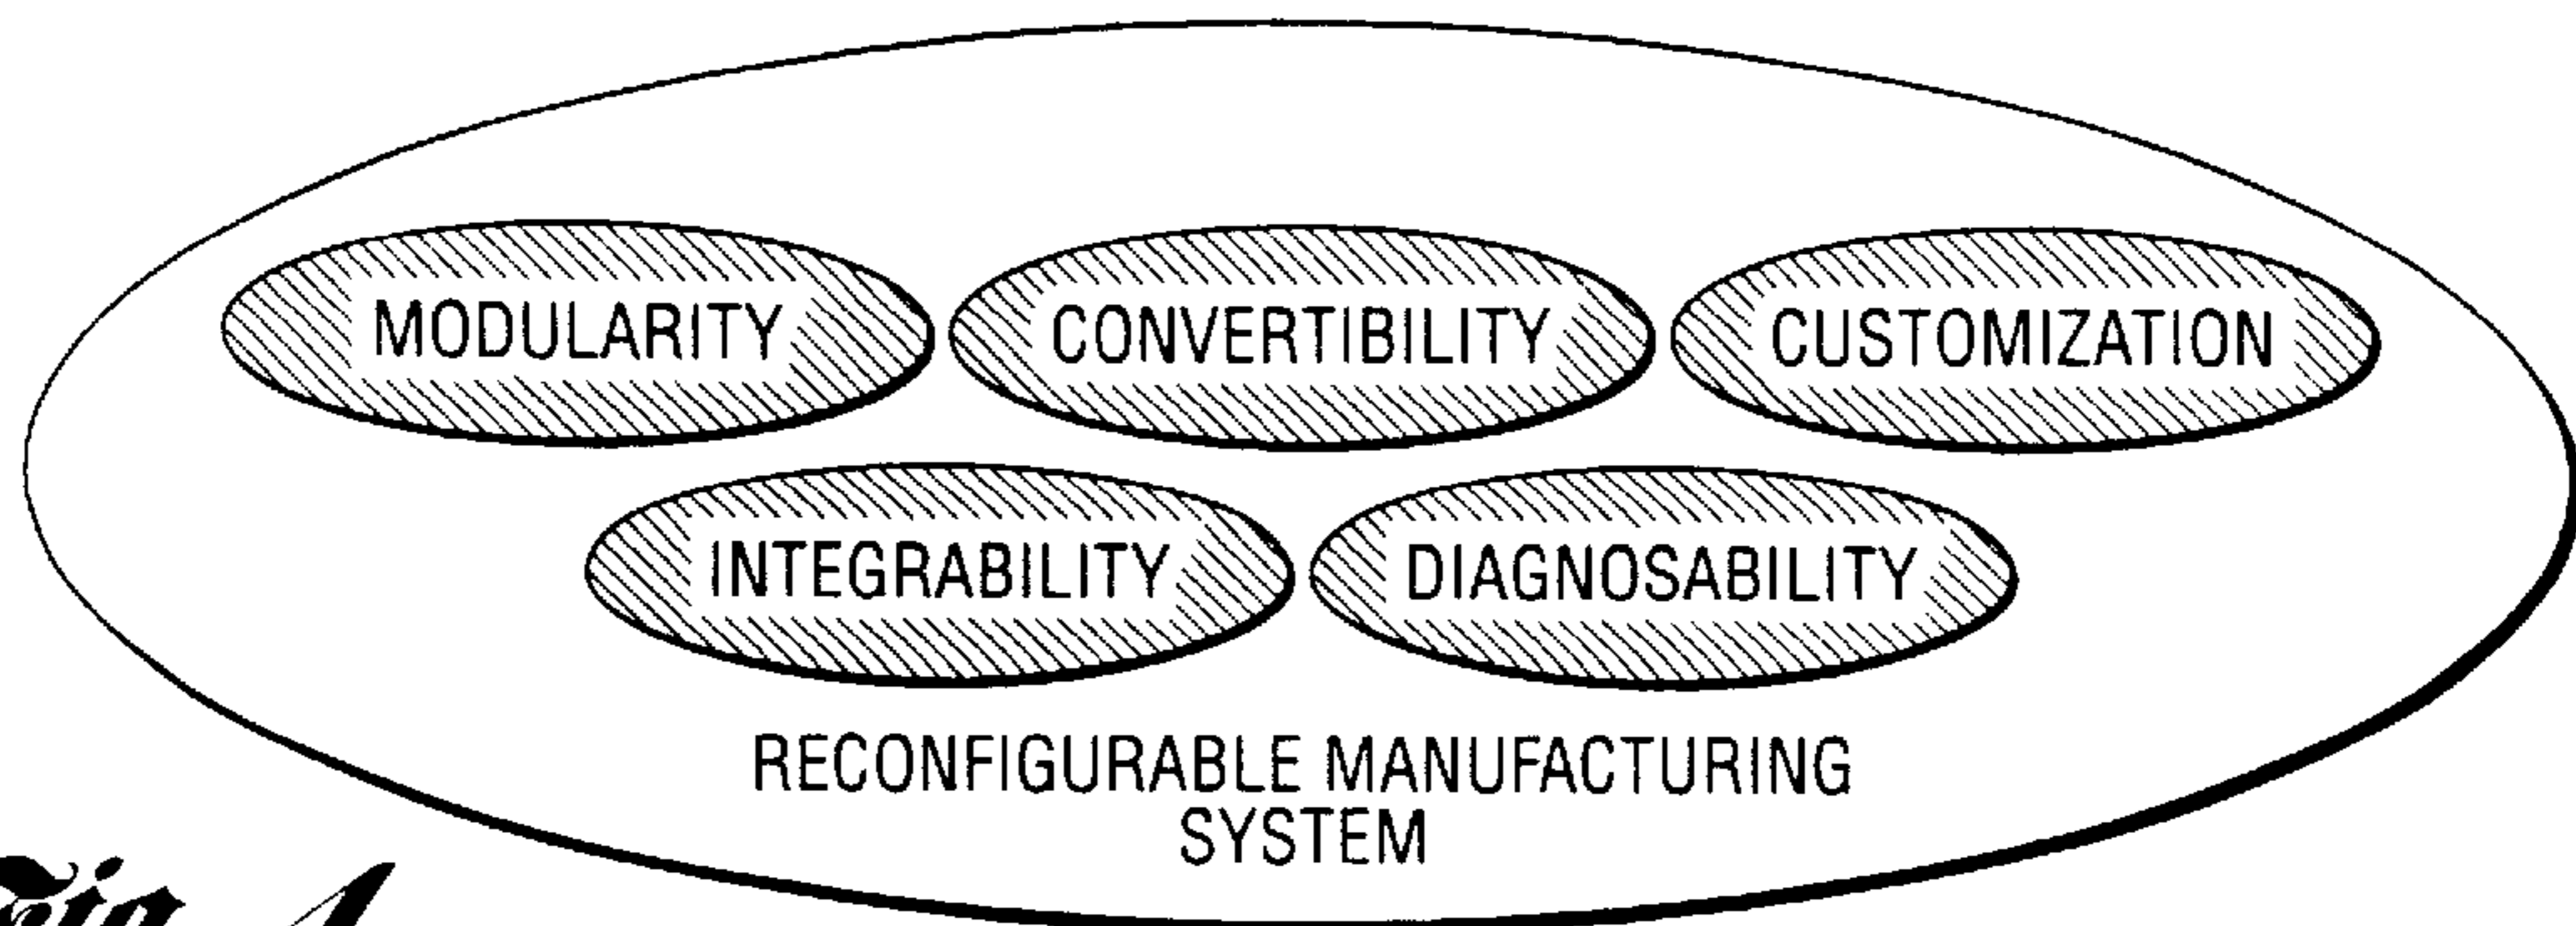 MODULARITY CONVERTIBILITY CUSTOMIZATION
INTEGRABILITY DIAGNOSABILITY
RECONFIGURABLE MANUFACTURING
SYSTEM